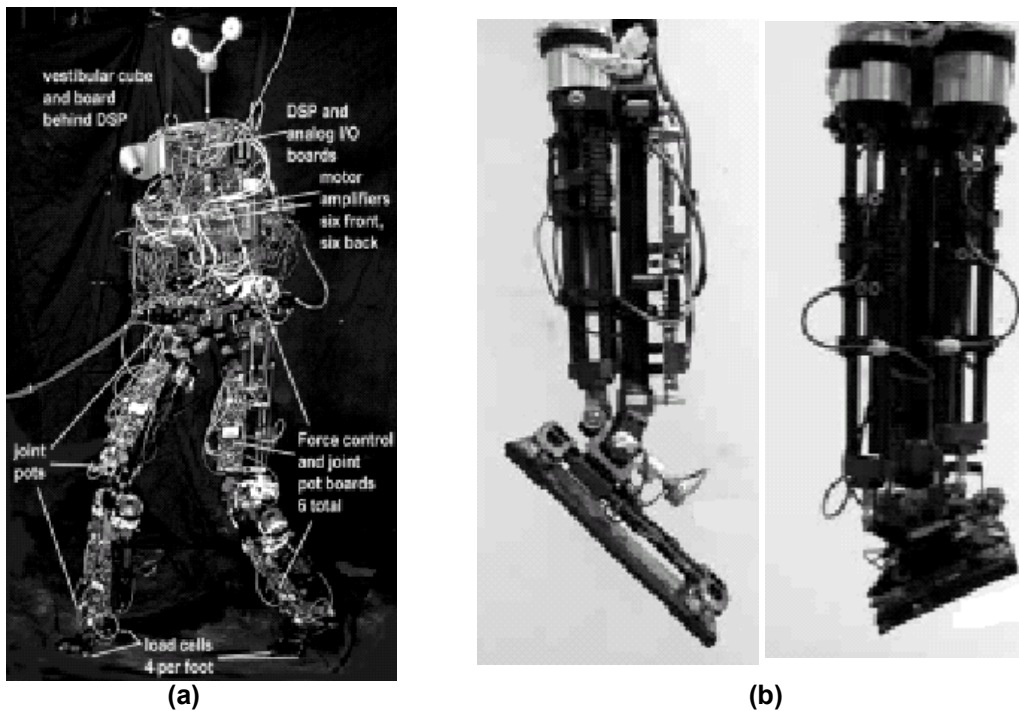 vestibular cube
and board
behind DSP
DSP and
analog I/O
boards
motor
amplifiers
six front,
six back
joint
pots
Force control
and joint
pot boards
6 total
load cells
4 per foot
(a)
(b)